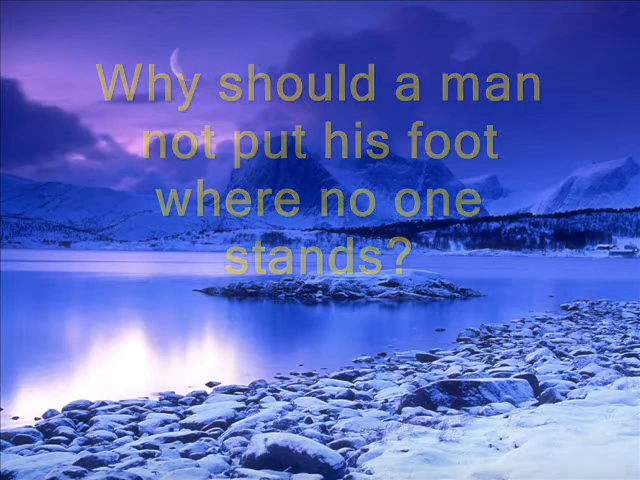 Why should a man
not put his foot
where no one
stands?